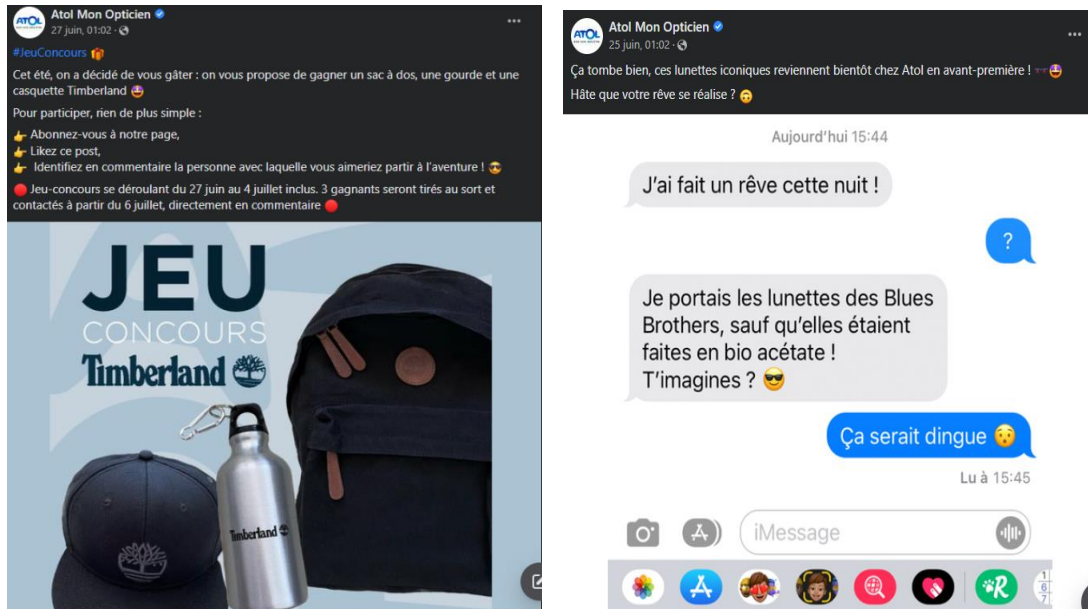 Atol Mon Opticien
27 juin, 01:02
#JeuConcours
Cet été, on a décidé de vous gâter : on vous propose de gagner un sac à dos, une gourde et une
casquette Timberland 🤩
Pour participer, rien de plus simple :
👉 Abonnez-vous à notre page,
👉 Likez ce post,
👉 Identifiez en commentaire la personne avec laquelle vous aimeriez partir à l'aventure ! 😎
🔴 Jeu-concours se déroulant du 27 juin au 4 juillet inclus. 3 gagnants seront tirés au sort et
contactés à partir du 6 juillet, directement en commentaire 🔴
JEU
CONCOURS
Timberland
Timberland
ATOL
Atol Mon Opticien
25 juin, 01:02
Ça tombe bien, ces lunettes iconiques reviennent bientôt chez Atol en avant-première ! 🕶️🤩
Hâte que votre rêve se réalise ? 🙃
Aujourd'hui 15:44
J'ai fait un rêve cette nuit !
?
Je portais les lunettes des Blues
Brothers, sauf qu'elles étaient
faites en bio acétate !
T'imagines ? 😎
Ça serait dingue 😯
Lu à 15:45
iMessage
R
1
6
7